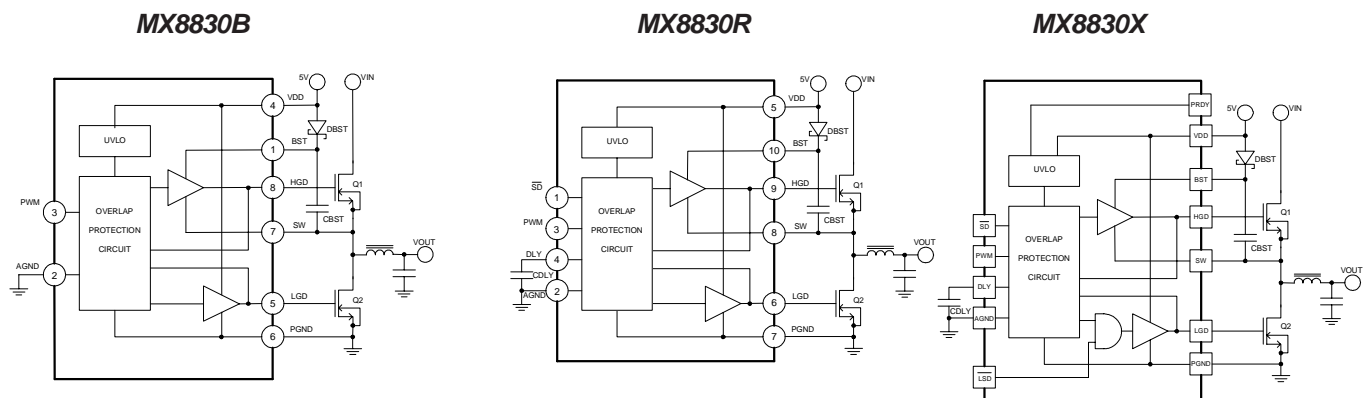 MX8830B
5V
VIN
4
VDD
DBST
UVLO
1
BST
8
HGD
Q1
PWM
3
OVERLAP
PROTECTION
CIRCUIT
CBST
7
SW
VOUT
AGND
2
5
LGD
Q2
6
PGND
MX8830R
5V
VIN
5
VDD
DBST
UVLO
10
BST
SD
1
9
HGD
Q1
PWM
3
OVERLAP
PROTECTION
CIRCUIT
CBST
8
SW
VOUT
DLY
4
CDLY
AGND
2
6
LGD
Q2
7
PGND
MX8830X
PRDY
5V
VIN
VDD
DBST
UVLO
BST
HGD
Q1
SD
OVERLAP
PROTECTION
CIRCUIT
CBST
PWM
SW
VOUT
DLY
CDLY
AGND
LGD
Q2
PGND
LSD